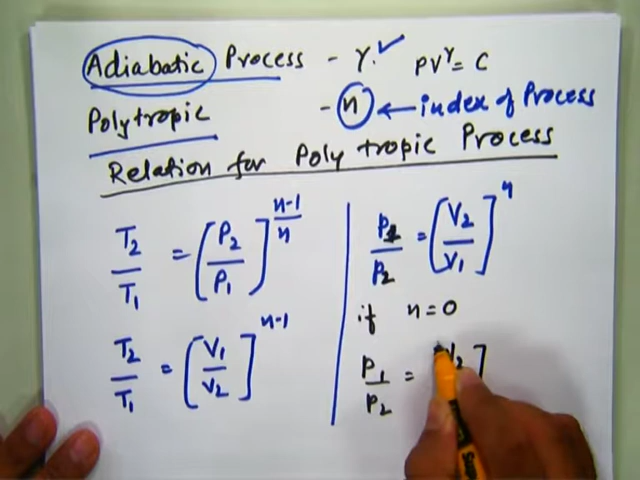 Adiabatic Process - γ. ✓ PV^γ = C
Polytropic - n ← index of Process
Relation for Poly tropic Process
T2/T1 = [P2/P1]^(n-1)/n
T2/T1 = [V1/V2]^n-1
P1/P2 = [V2/V1]^n
if n=0
P1/P2 = V2]